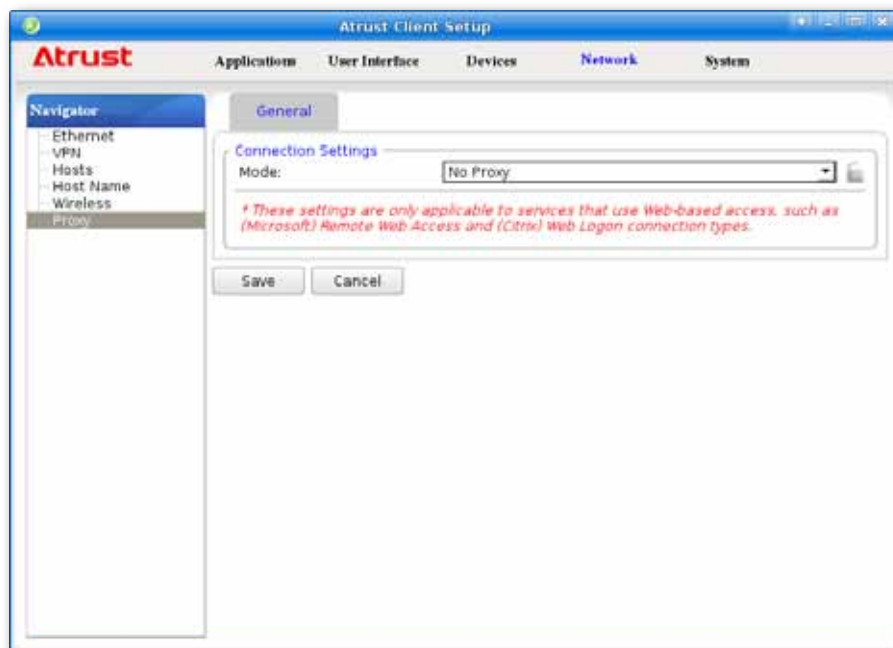 Atrust Client Setup
Atrust
Applications User Interface Devices Network System
Navigator
Ethernet
VPN
Hosts
Host Name
Wireless
Proxy
General
Connection Settings
Mode: No Proxy
* These settings are only applicable to services that use Web-based access, such as
(Microsoft) Remote Web Access and (Citrix) Web Logon connection types.
Save Cancel